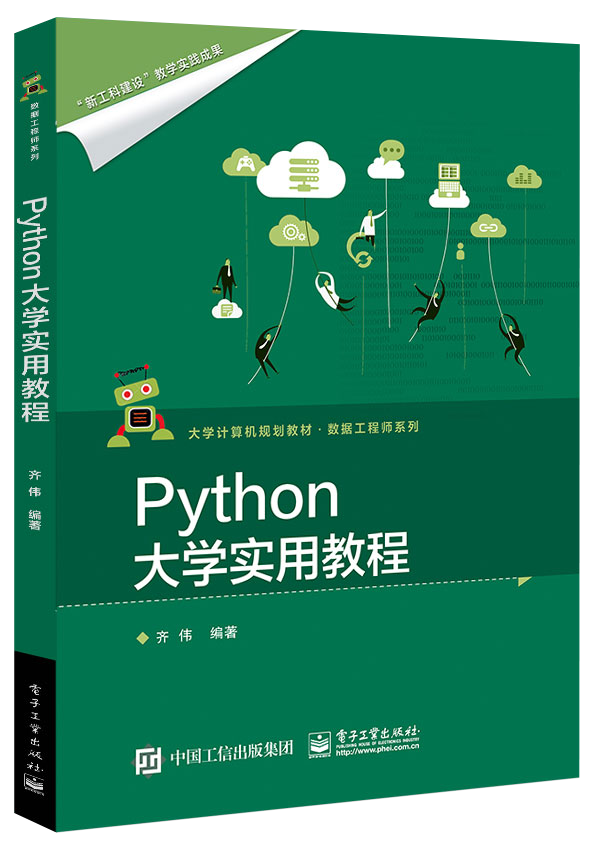 “新工科建设”教学实践成果
数据工程师系列
Python大学实用教程
齐 伟 编著
电子工业出版社
大学计算机规划教材·数据工程师系列
Python
大学实用教程
齐 伟 编著
中国工信出版集团
电子工业出版社
PUBLISHING HOUSE OF ELECTRONICS INDUSTRY
http://www.phei.com.cn